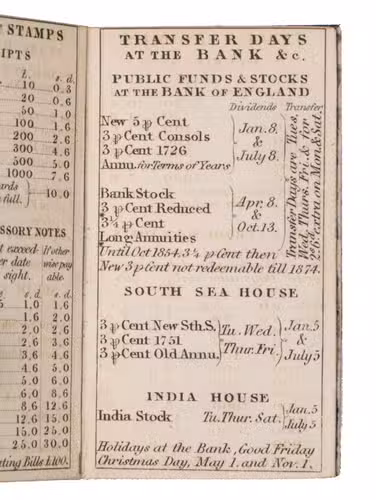 STAMPS
IPTS
£. s. d.
10 0.3
20 0.6
50 1.0
100 1.6
200 2.6
300 4.6
500 5.0
1000 7.6
ards
full. 10.0
SSORY NOTES
t exceed- If other
er date wise pay
sight. able
s. d. s. d.
1.0 1.6
1.6 2.0
2.0 2.6
2.6 3.6
3.6 4.6
4.6 5.0
5.0 6.0
6.0 8.6
8.6 12.6
12.6 15.0
15.0 25.0
25.0 30.0
ating Bills £100.
TRANSFER DAYS
AT THE BANK &c.
PUBLIC FUNDS & STOCKS
AT THE BANK OF ENGLAND
Dividends Transfer
New 5 p Cent
3 p Cent Consols
3 p Cent 1726
Annu. for Terms of Years
Jan. 8.
&
July 8.
Bank Stock
3 p Cent Reduced
3¼ p Cent
Long Annuities
Apr. 8.
&
Oct. 13.
Transfer Days are Tues.
Wed. Thurs. Fri. & for
2s/6d extra on Mon. & Sat.
Until Octr 1854, 3¼ p Cent then
New 3 p Cent not redeemable till 1874.
SOUTH SEA HOUSE
3 p Cent New Sth. S.
3 p Cent 1751
3 p Cent Old Annu.
Tu. Wed.
Thur. Fri.
Jan. 5
&
July 5
INDIA HOUSE
India Stock Tu. Thur. Sat. Jan. 5
July 5
Holidays at the Bank, Good Friday
Christmas Day, May 1. and Nov. 1.